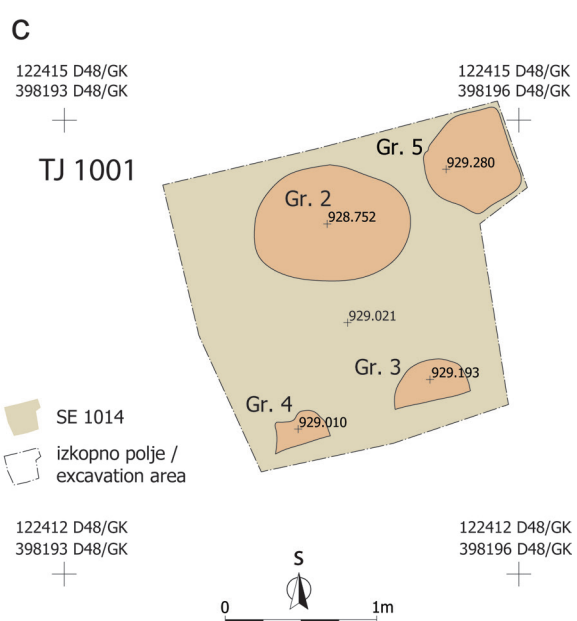 C
122415 D48/GK
398193 D48/GK
122415 D48/GK
398196 D48/GK
TJ 1001
Gr. 5
929.280
Gr. 2
928.752
929.021
Gr. 3
929.193
Gr. 4
929.010
SE 1014
izkopno polje /
excavation area
122412 D48/GK
398193 D48/GK
122412 D48/GK
398196 D48/GK
S
0 1m